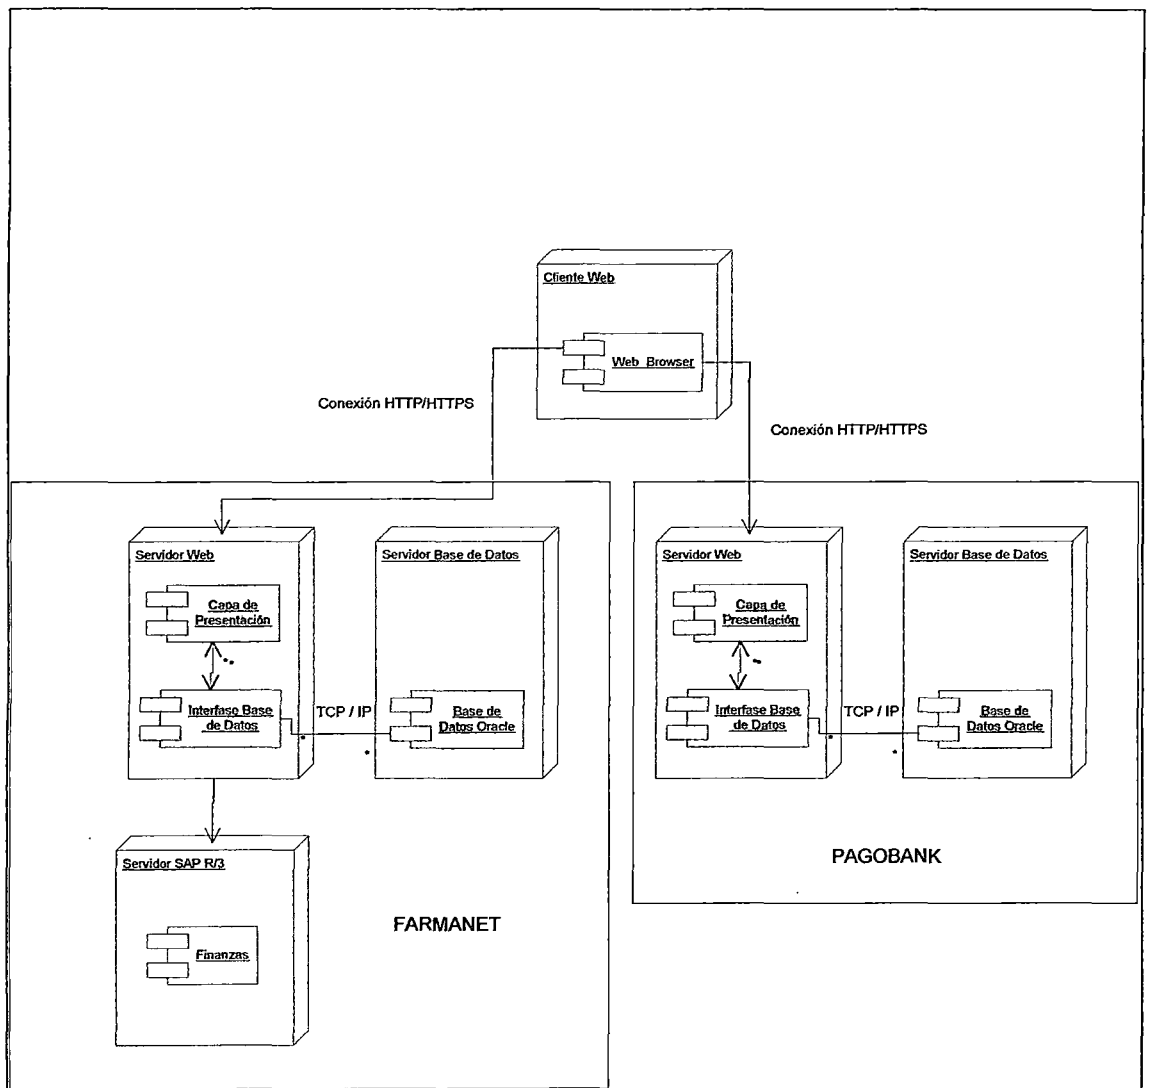 Cliente Web
Web Browser
Conexión HTTP/HTTPS
Conexión HTTP/HTTPS
Servidor Web
Capa de
Presentación
Interfase Base
de Datos
TCP / IP
Servidor Base de Datos
Base de
Datos Oracle
Servidor SAP R/3
Finanzas
FARMANET
Servidor Web
Capa de
Presentación
Interfase Base
de Datos
TCP / IP
Servidor Base de Datos
Base de
Datos Oracle
PAGOBANK